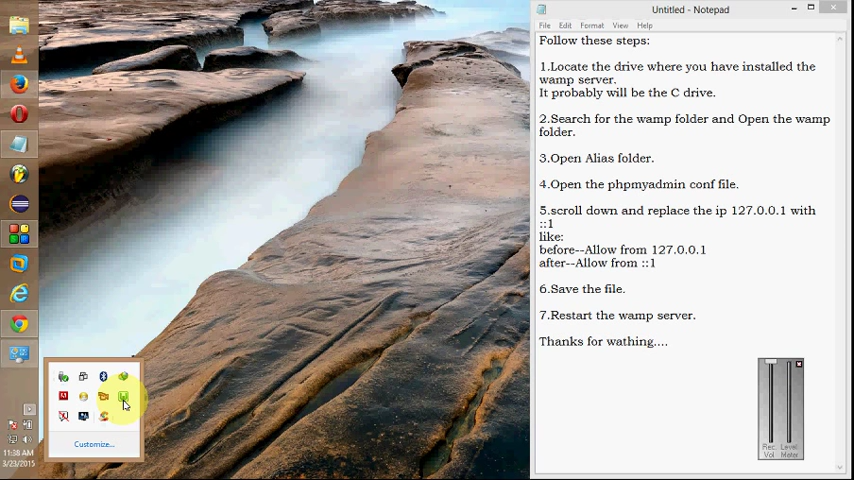 Untitled - Notepad
File Edit Format View Help
Follow these steps:
1.Locate the drive where you have installed the
wamp server.
It probably will be the C drive.
2.Search for the wamp folder and Open the wamp
folder.
3.Open Alias folder.
4.Open the phpmyadmin conf file.
5.scroll down and replace the ip 127.0.0.1 with
::1
like:
before--Allow from 127.0.0.1
after--Allow from ::1
6.Save the file.
7.Restart the wamp server.
Thanks for wathing....
Customize...
11:38 AM
3/23/2015
Rec. Level
Vol Meter